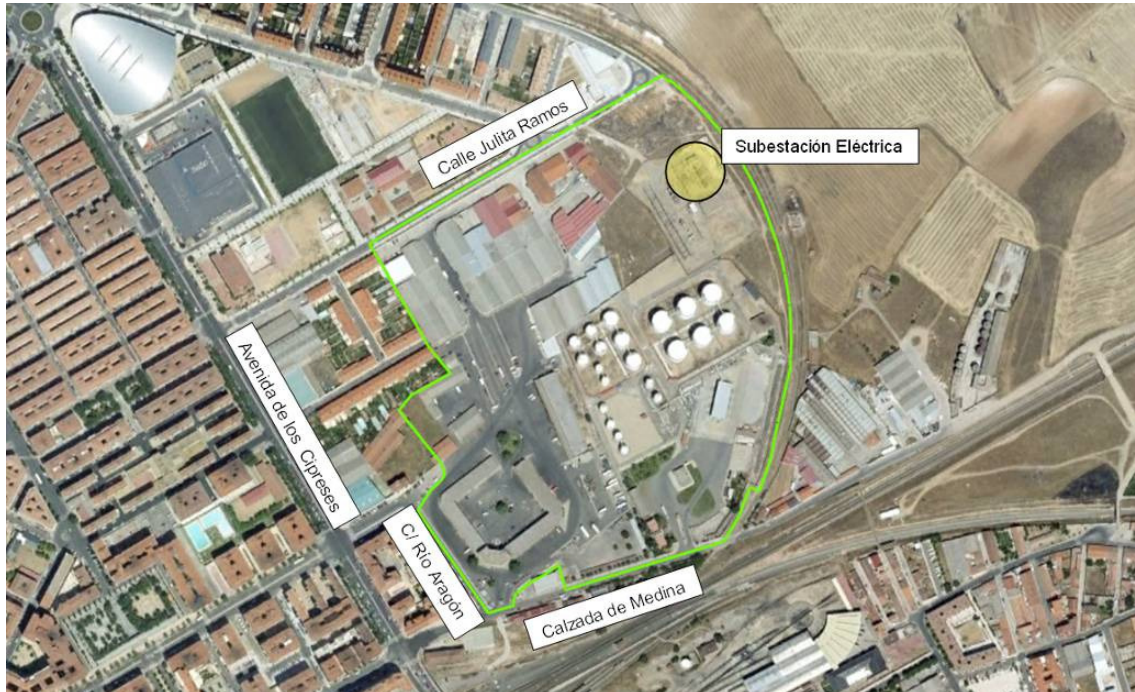 Calle Julita Ramos
Subestación Eléctrica
Avenida de los Cipreses
C/ Río Aragón
Calzada de Medina